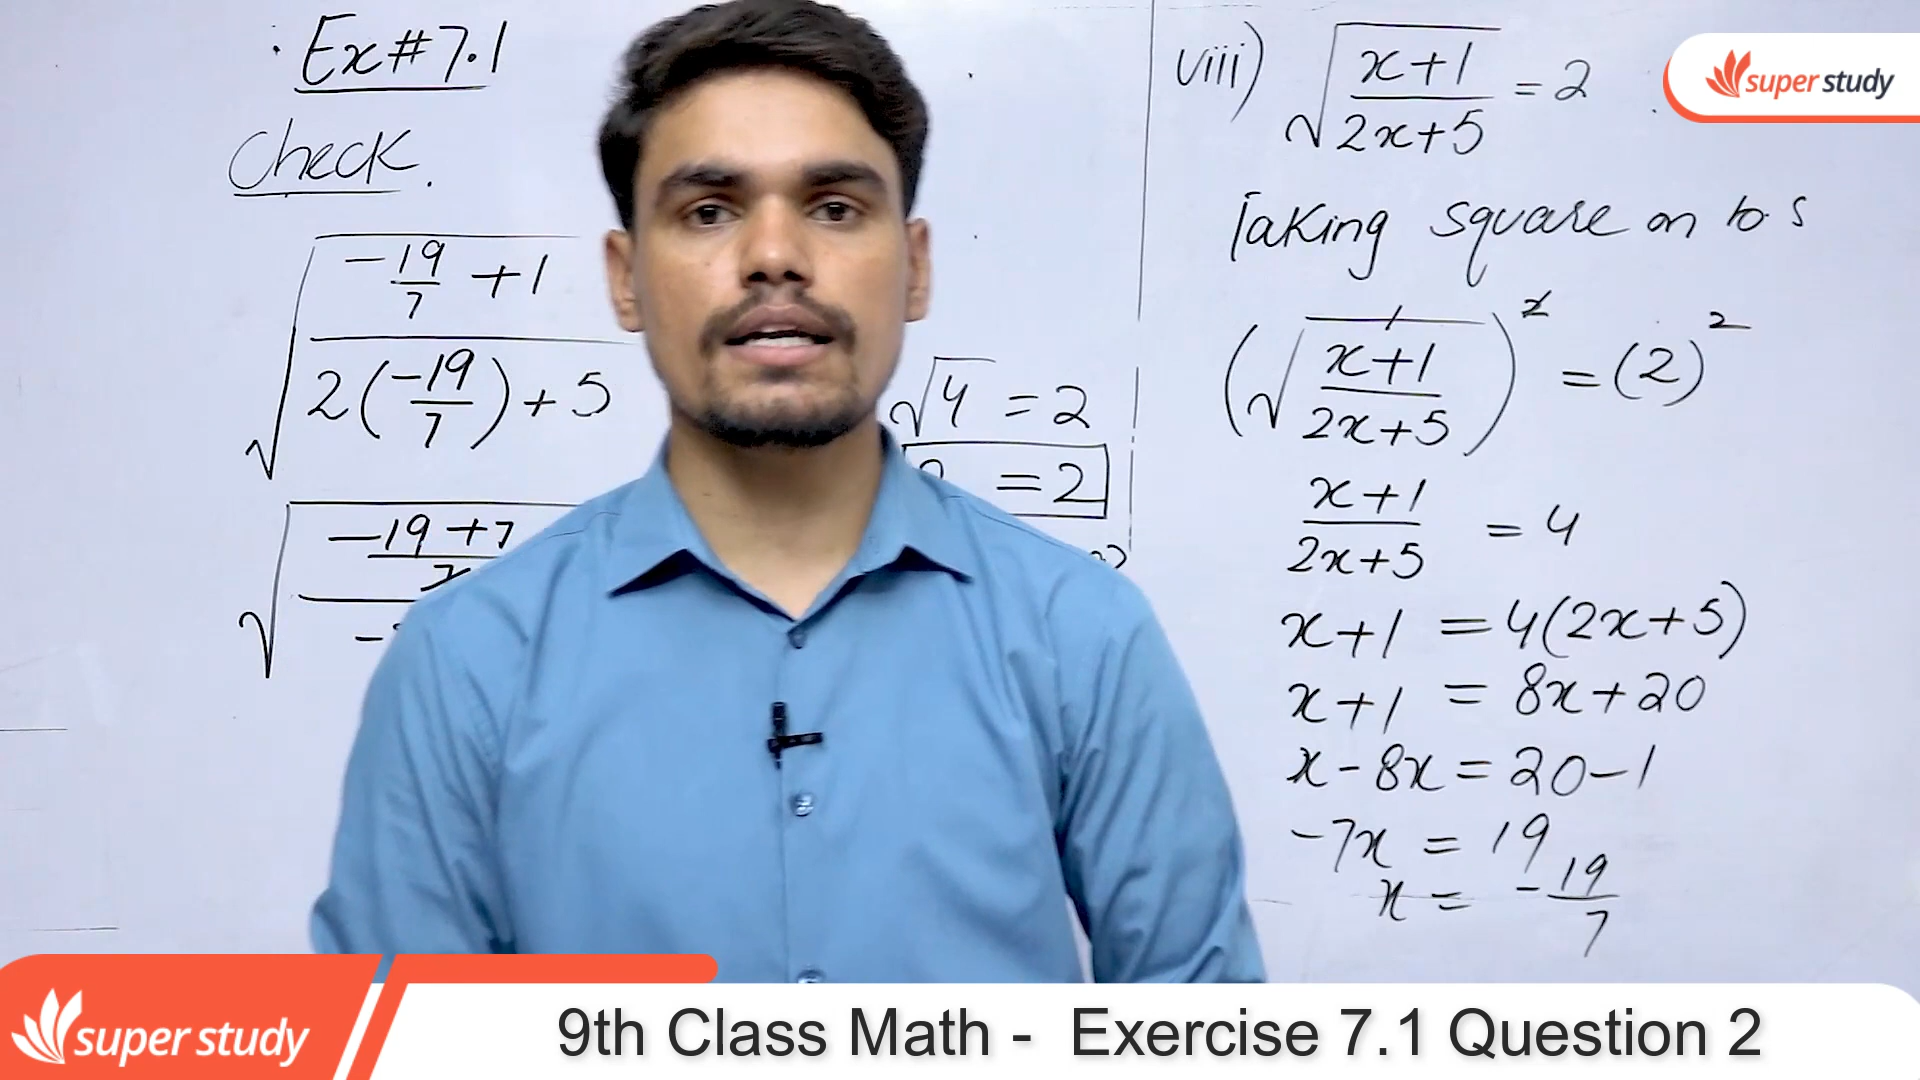 Ex#7.1
Check.
√((-19/7 + 1)/(2(-19/7) + 5))
-19 + 7
√4 = 2
= 2
viii) √((x+1)/(2x+5)) = 2
Taking square on b.s
(√((x+1)/(2x+5)))² = (2)²
(x+1)/(2x+5) = 4
x+1 = 4(2x+5)
x+1 = 8x+20
x-8x = 20-1
-7x = 19
x = -19/7
super study
super study
9th Class Math - Exercise 7.1 Question 2